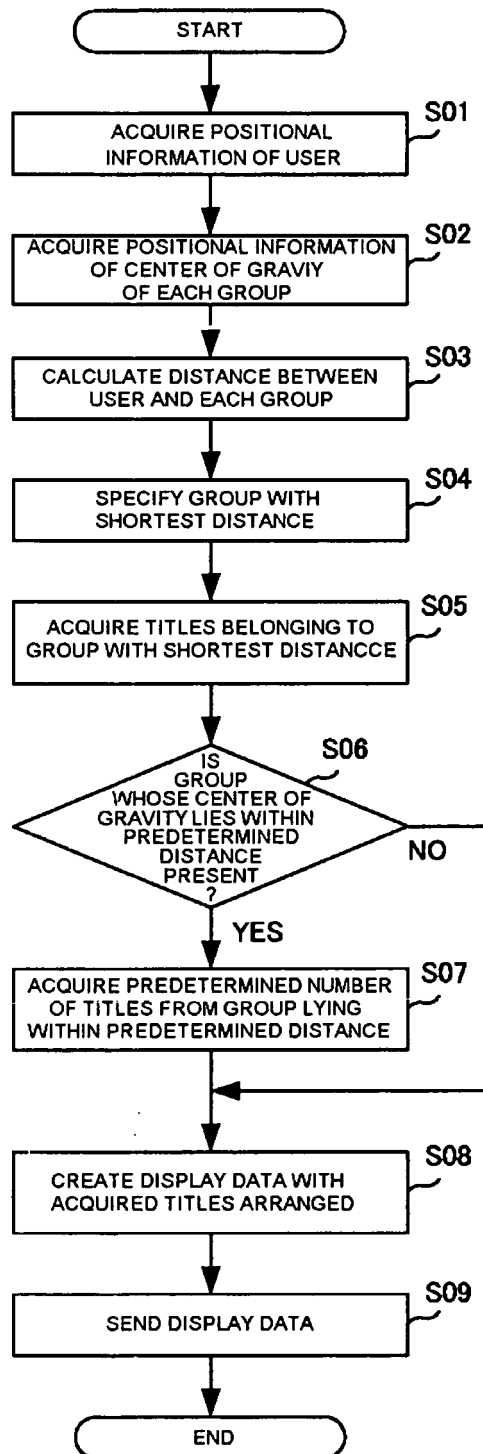 START
S01
ACQUIRE POSITIONAL
INFORMATION OF USER
S02
ACQUIRE POSITIONAL INFORMATION
OF CENTER OF GRAVIY
OF EACH GROUP
S03
CALCULATE DISTANCE BETWEEN
USER AND EACH GROUP
S04
SPECIFY GROUP WITH
SHORTEST DISTANCE
S05
ACQUIRE TITLES BELONGING TO
GROUP WITH SHORTEST DISTANCCE
S06
IS
GROUP
WHOSE CENTER OF
GRAVITY LIES WITHIN
PREDETERMINED
DISTANCE
PRESENT
?
NO
YES
S07
ACQUIRE PREDETERMINED NUMBER
OF TITLES FROM GROUP LYING
WITHIN PREDETERMINED DISTANCE
S08
CREATE DISPLAY DATA WITH
ACQUIRED TITLES ARRANGED
S09
SEND DISPLAY DATA
END